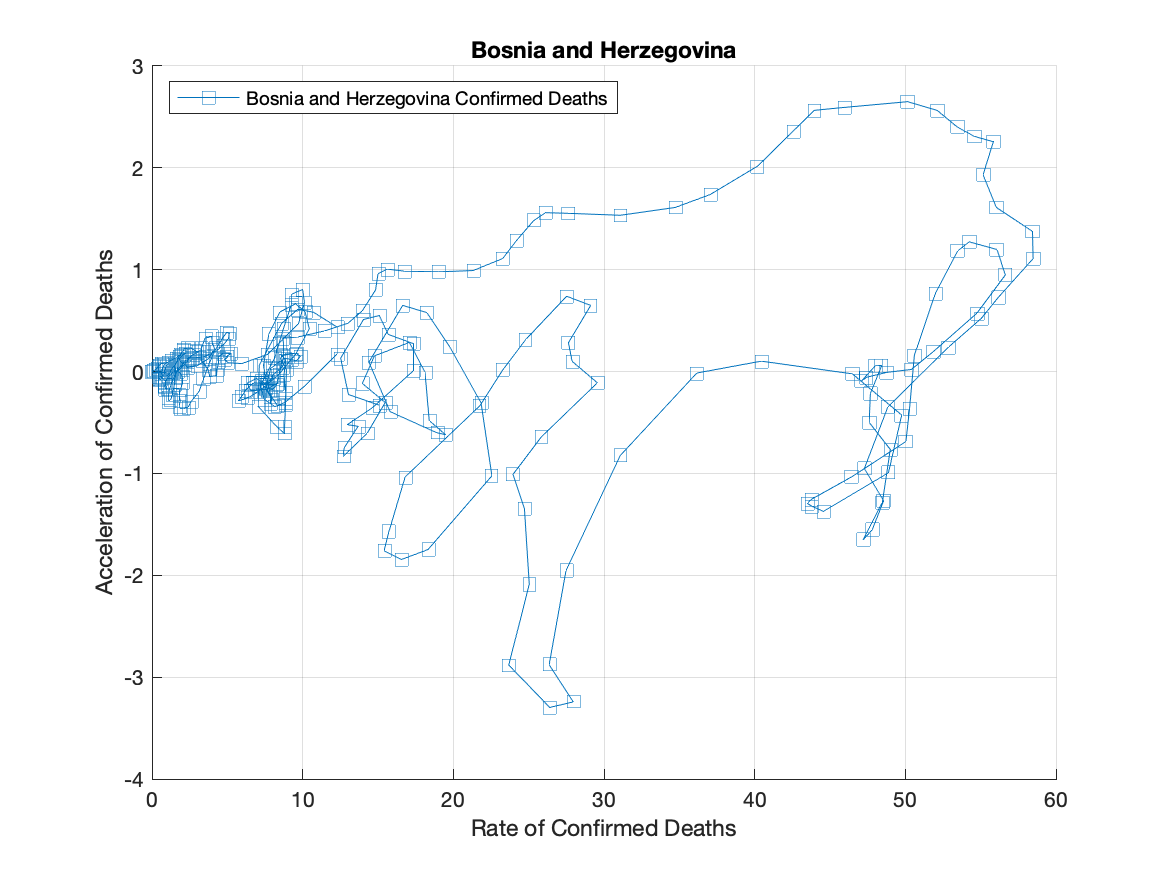 Bosnia and Herzegovina
Bosnia and Herzegovina Confirmed Deaths
3
2
1
0
-1
-2
-3
-4
Acceleration of Confirmed Deaths
0 10 20 30 40 50 60
Rate of Confirmed Deaths